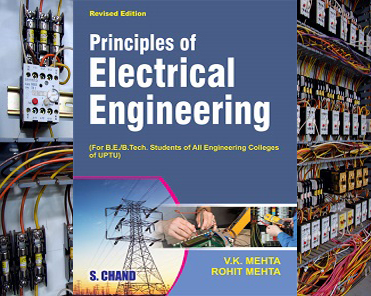 Revised Edition
Principles of
Electrical
Engineering
(For B.E./B.Tech. Students of All Engineering Colleges
of UPTU)
S. CHAND
V.K. MEHTA
ROHIT MEHTA